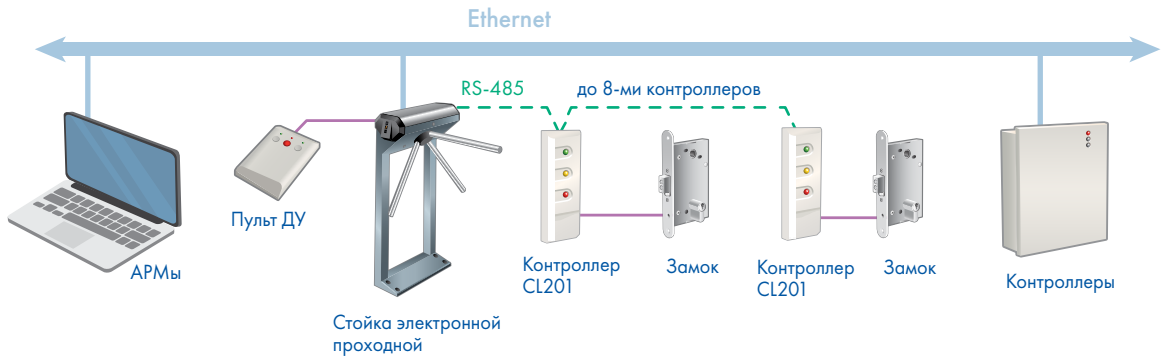 Ethernet
RS-485
до 8-ми контроллеров
Пульт ДУ
АРМы
Контроллер
CL201
Замок
Контроллер
CL201
Замок
Контроллеры
Стойка электронной
проходной